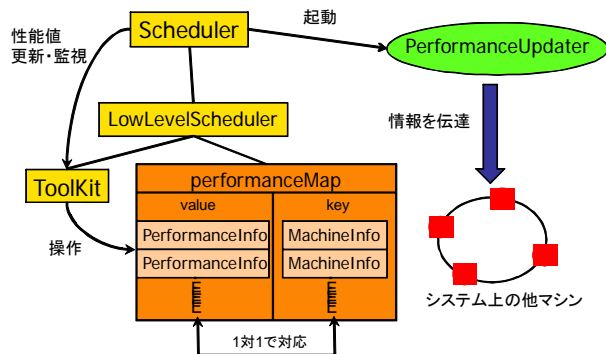 起動
性能値
更新・監視
Scheduler
PerformanceUpdater
LowLevelScheduler
情報を伝達
ToolKit
performanceMap
value
key
操作
PerformanceInfo
MachineInfo
PerformanceInfo
MachineInfo
システム上の他マシン
1対1で対応